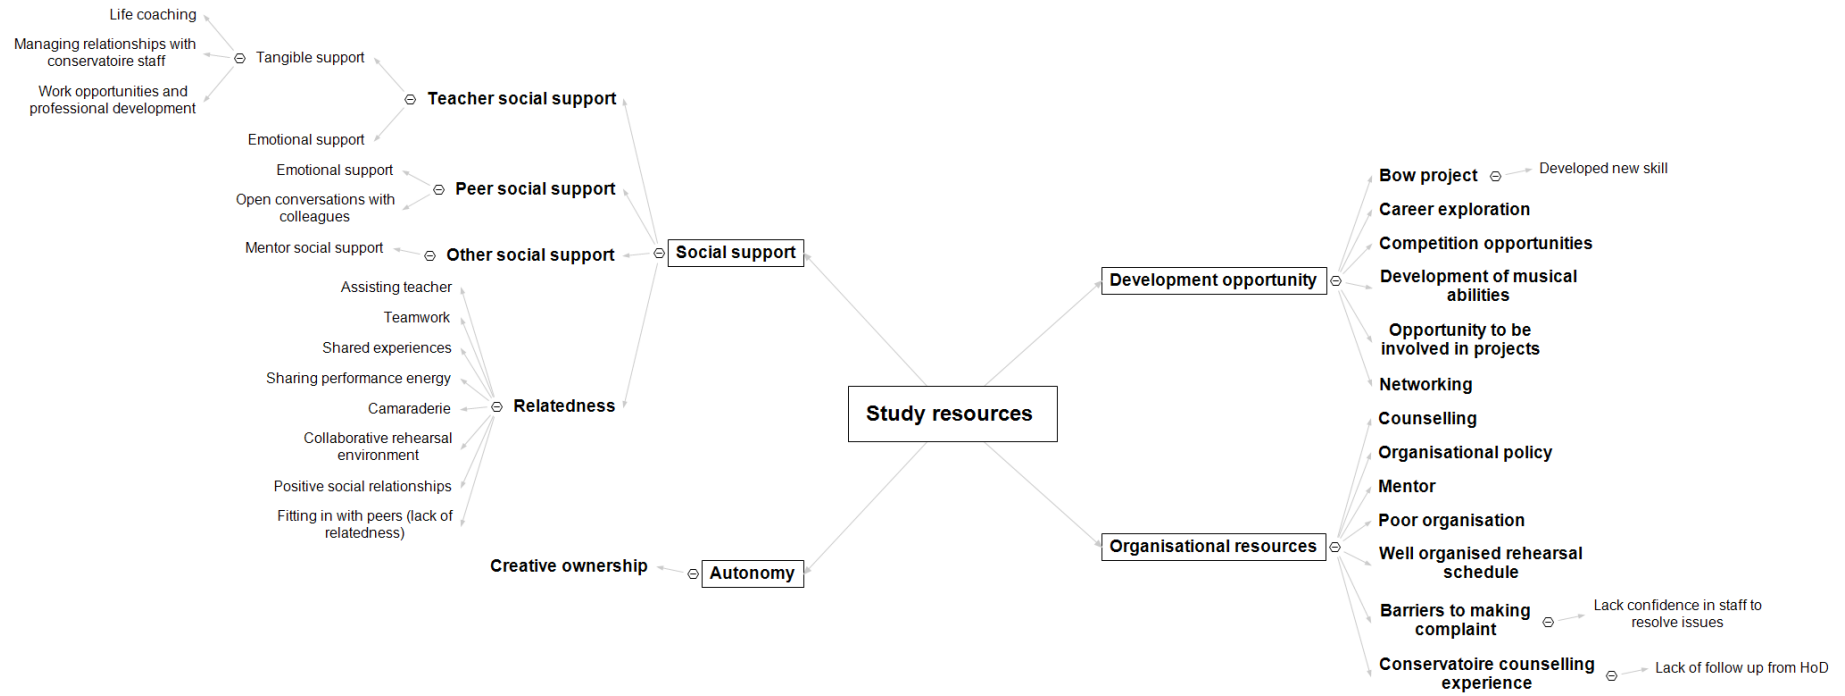 Life coaching
Managing relationships with
conservatoire staff
Work opportunities and
professional development
Tangible support
Emotional support
Teacher social support
Emotional support
Open conversations with
colleagues
Peer social support
Mentor social support
Other social support
Assisting teacher
Teamwork
Shared experiences
Sharing performance energy
Camaraderie
Collaborative rehearsal
environment
Positive social relationships
Fitting in with peers (lack of
relatedness)
Relatedness
Social support
Creative ownership
Autonomy
Study resources
Development opportunity
Bow project
Developed new skill
Career exploration
Competition opportunities
Development of musical
abilities
Opportunity to be
involved in projects
Networking
Organisational resources
Counselling
Organisational policy
Mentor
Poor organisation
Well organised rehearsal
schedule
Barriers to making
complaint
Lack confidence in staff to
resolve issues
Conservatoire counselling
experience
Lack of follow up from HoD